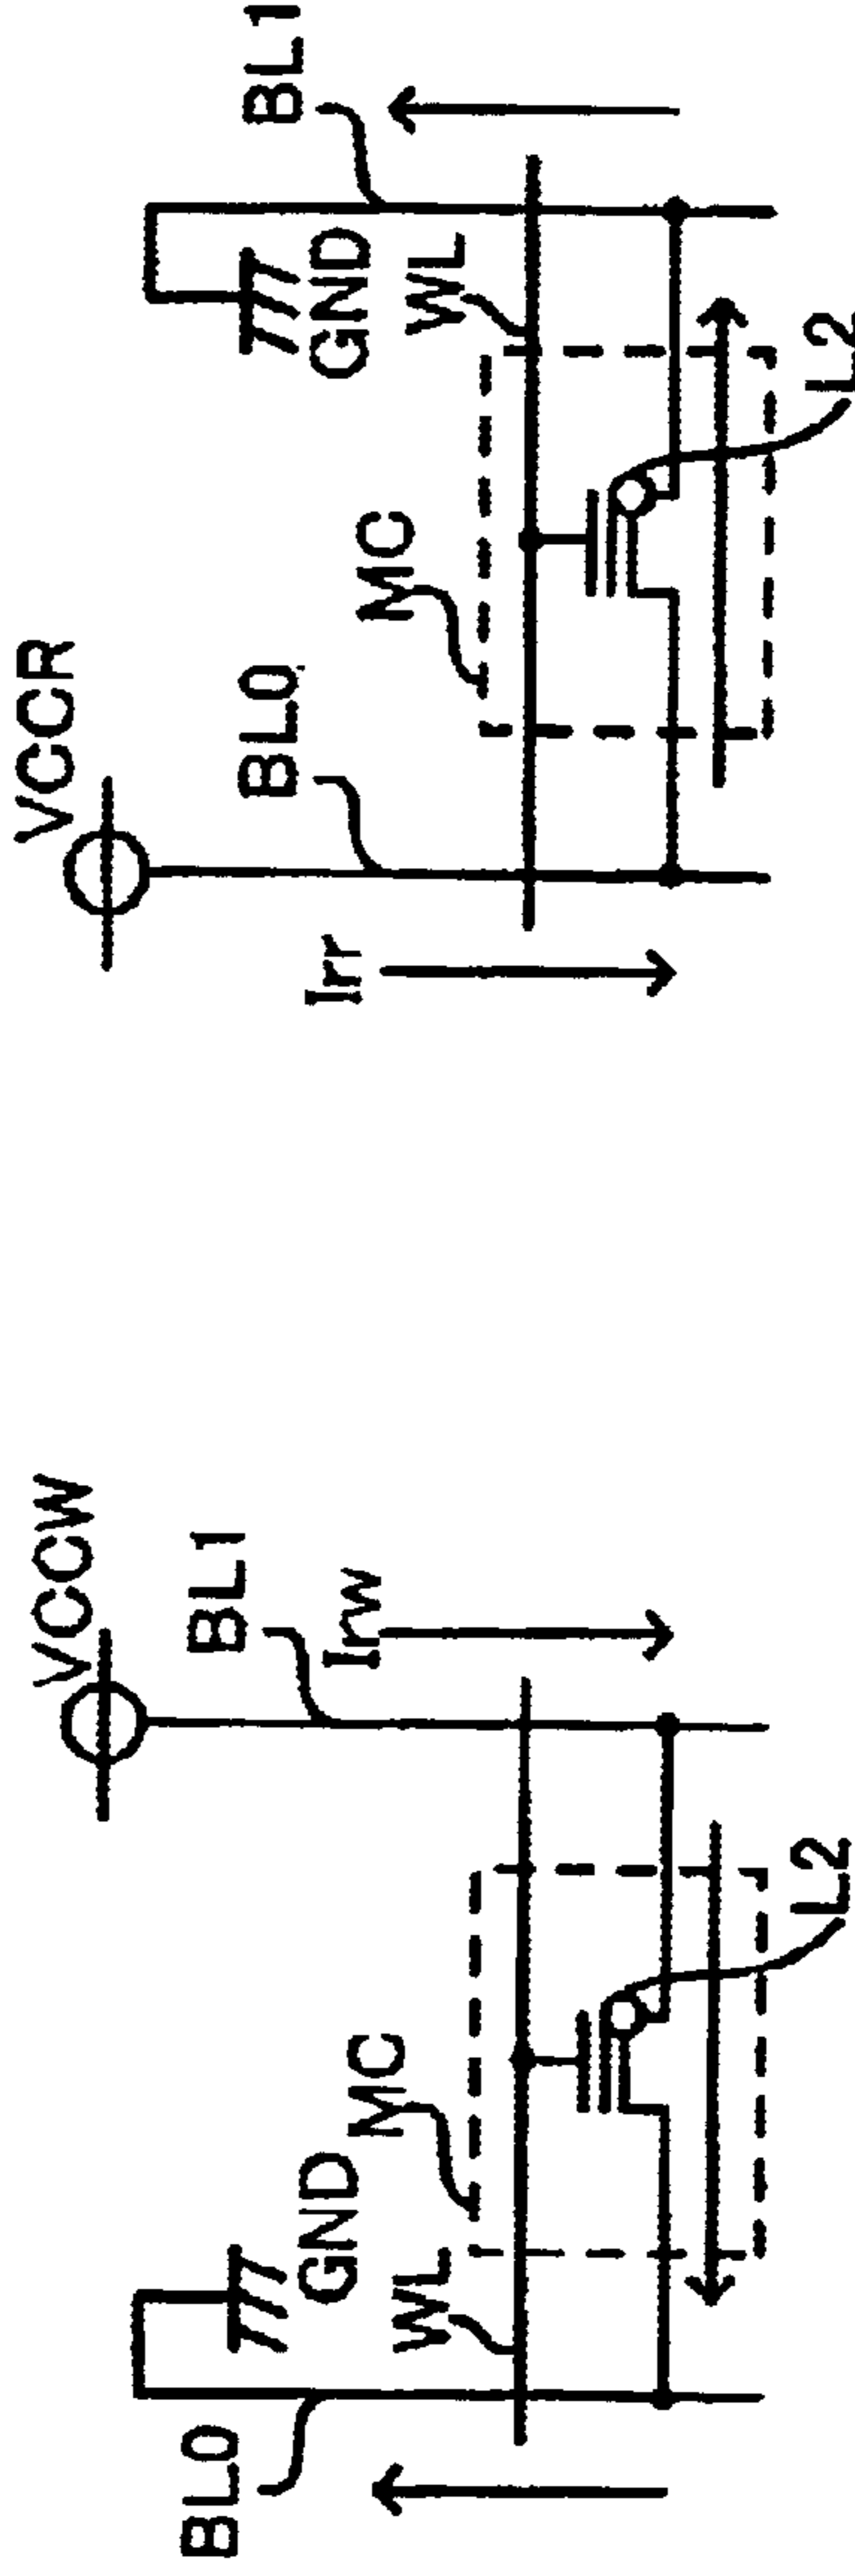 VCCW
BL1
Irw
BL0
GND
WL
MC
L2
VCCR
BL0
Irr
MC
GND
WL
BL1
L2